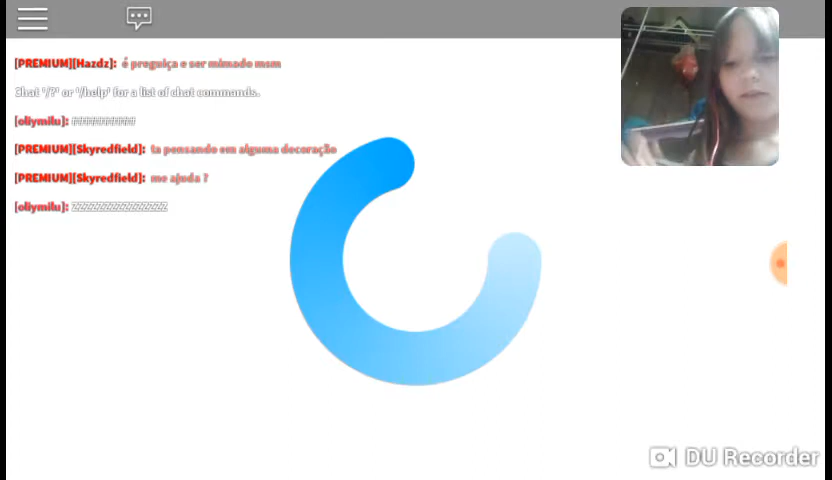 [PREMIUM][Hazdz]: é preguiça e ser mimado msm
Chat '/?' or '/help' for a list of chat commands.
[oliymilu]: ##########
[PREMIUM][Skyredfield]: ta pensando em alguma decoração
[PREMIUM][Skyredfield]: me ajuda ?
[oliymilu]: ZZZZZZZZZZZZZZZ
DU Recorder